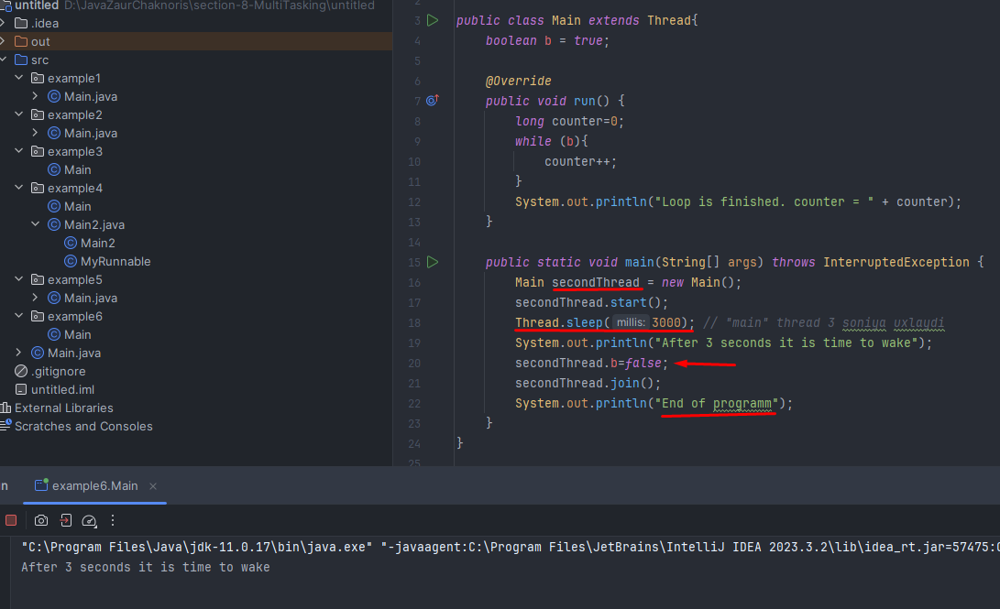 untitled D:\JavaZaurChaknoris\section-8-MultiTasking\untitled
.idea
out
src
example1
Main.java
example2
Main.java
example3
Main
example4
Main
Main2.java
Main2
MyRunnable
example5
Main.java
example6
Main
Main.java
.gitignore
untitled.iml
External Libraries
Scratches and Consoles
2
3 public class Main extends Thread{
4 boolean b = true;
5
6 @Override
7 public void run() {
8 long counter=0;
9 while (b){
10 counter++;
11 }
12 System.out.println("Loop is finished. counter = " + counter);
13 }
14
15 public static void main(String[] args) throws InterruptedException {
16 Main secondThread = new Main();
17 secondThread.start();
18 Thread.sleep( millis: 3000); // "main" thread 3 soniya uxlaydi
19 System.out.println("After 3 seconds it is time to wake");
20 secondThread.b=false;
21 secondThread.join();
22 System.out.println("End of programm");
23 }
24 }
25
n example6.Main
"C:\Program Files\Java\jdk-11.0.17\bin\java.exe" "-javaagent:C:\Program Files\JetBrains\IntelliJ IDEA 2023.3.2\lib\idea_rt.jar=57475:C
After 3 seconds it is time to wake